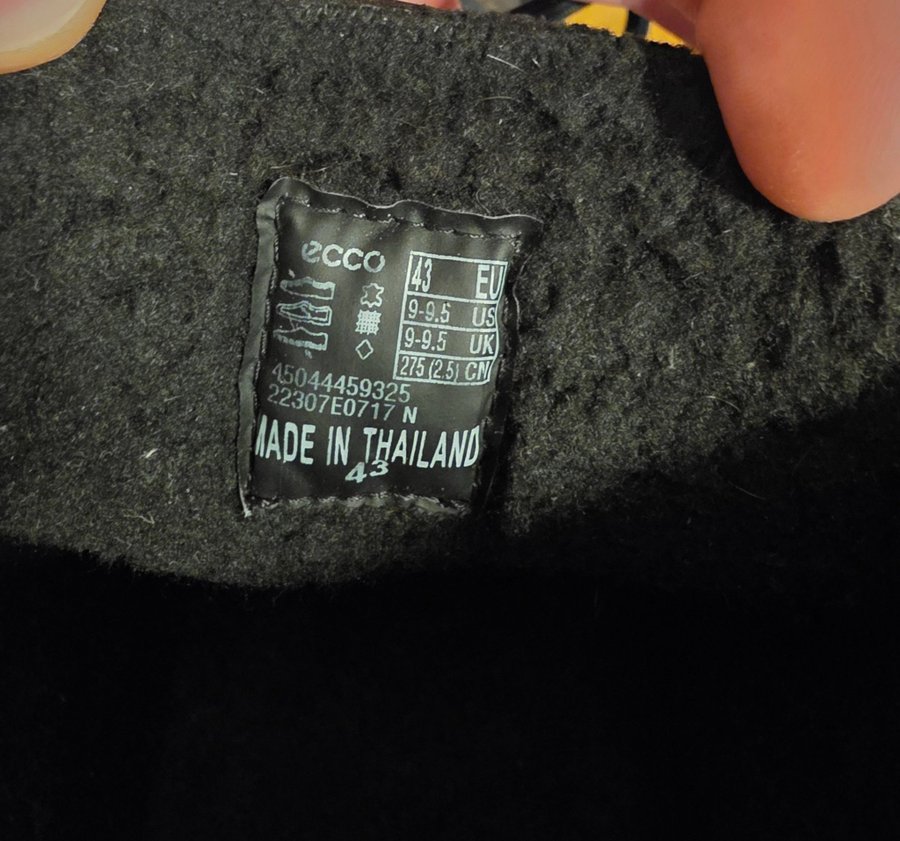 ecco
43 EU
9-9.5 US
9-9.5 UK
275 (2.5) CN
45044459325
22307E0717 N
MADE IN THAILAND
43